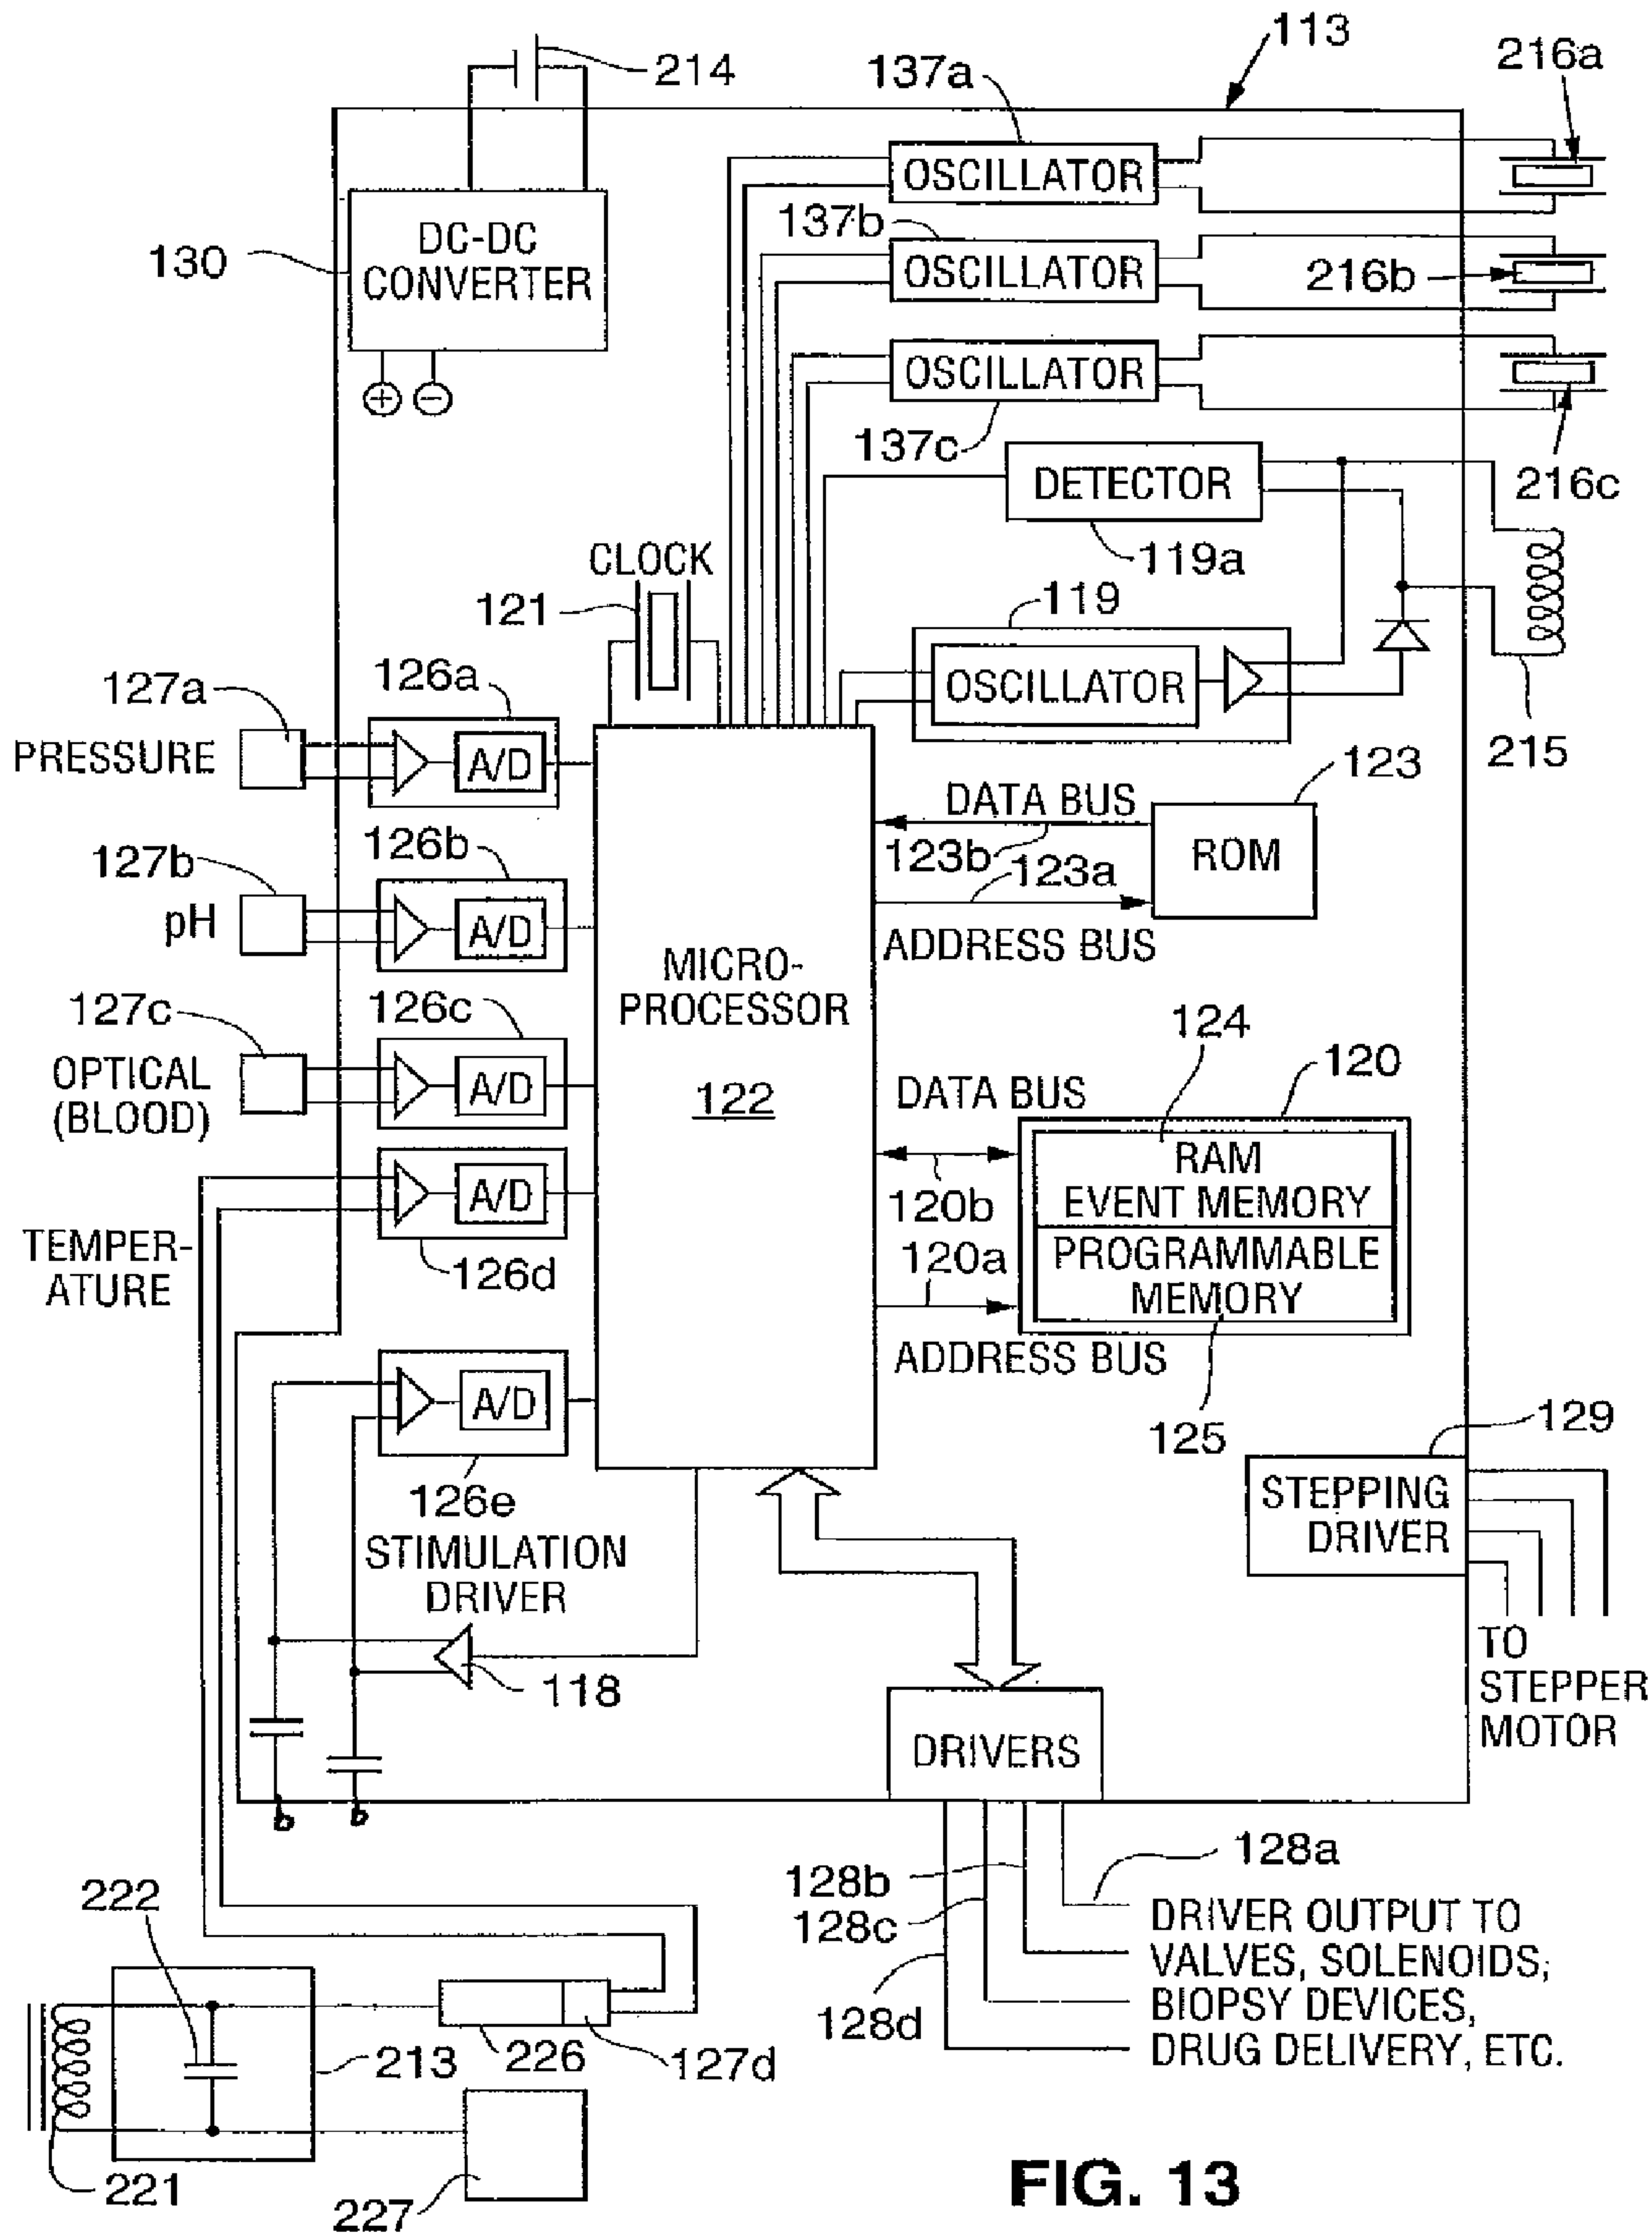 113
214
137a
216a
OSCILLATOR
137b
DC-DC
CONVERTER
130
OSCILLATOR
216b
OSCILLATOR
+ −
137c
216c
DETECTOR
119a
CLOCK
121
119
127a
126a
OSCILLATOR
215
PRESSURE
A/D
123
DATA BUS
123b
ROM
123a
127b
126b
pH
A/D
ADDRESS BUS
MICRO-
PROCESSOR
122
127c
126c
OPTICAL
(BLOOD)
A/D
124
120
DATA BUS
RAM
EVENT MEMORY
120b
A/D
TEMPER-
ATURE
126d
120a
PROGRAMMABLE
MEMORY
ADDRESS BUS
125
A/D
126e
129
STEPPING
DRIVER
STIMULATION
DRIVER
118
TO
STEPPER
MOTOR
DRIVERS
128a
128b
128c
128d
DRIVER OUTPUT TO
VALVES, SOLENOIDS,
BIOPSY DEVICES,
DRUG DELIVERY, ETC.
222
213
226
127d
221
227
FIG. 13